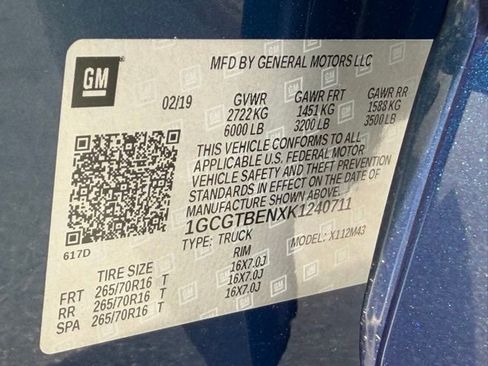 GM
MFD BY GENERAL MOTORS LLC
02/19 GVWR GAWR FRT GAWR RR
2722 KG 1451 KG 1588 KG
6000 LB 3200 LB 3500 LB
THIS VEHICLE CONFORMS TO ALL
APPLICABLE U.S. FEDERAL MOTOR
VEHICLE SAFETY AND THEFT PREVENTION
STANDARDS IN EFFECT ON THE DATE OF
MANUFACTURE SHOWN ABOVE.
1GCGTBENXK1240711
617D TYPE: TRUCK MODEL: X112M43
TIRE SIZE RIM
FRT 265/70R16 T 16X7.0J
RR 265/70R16 T 16X7.0J
SPA 265/70R16 T 16X7.0J